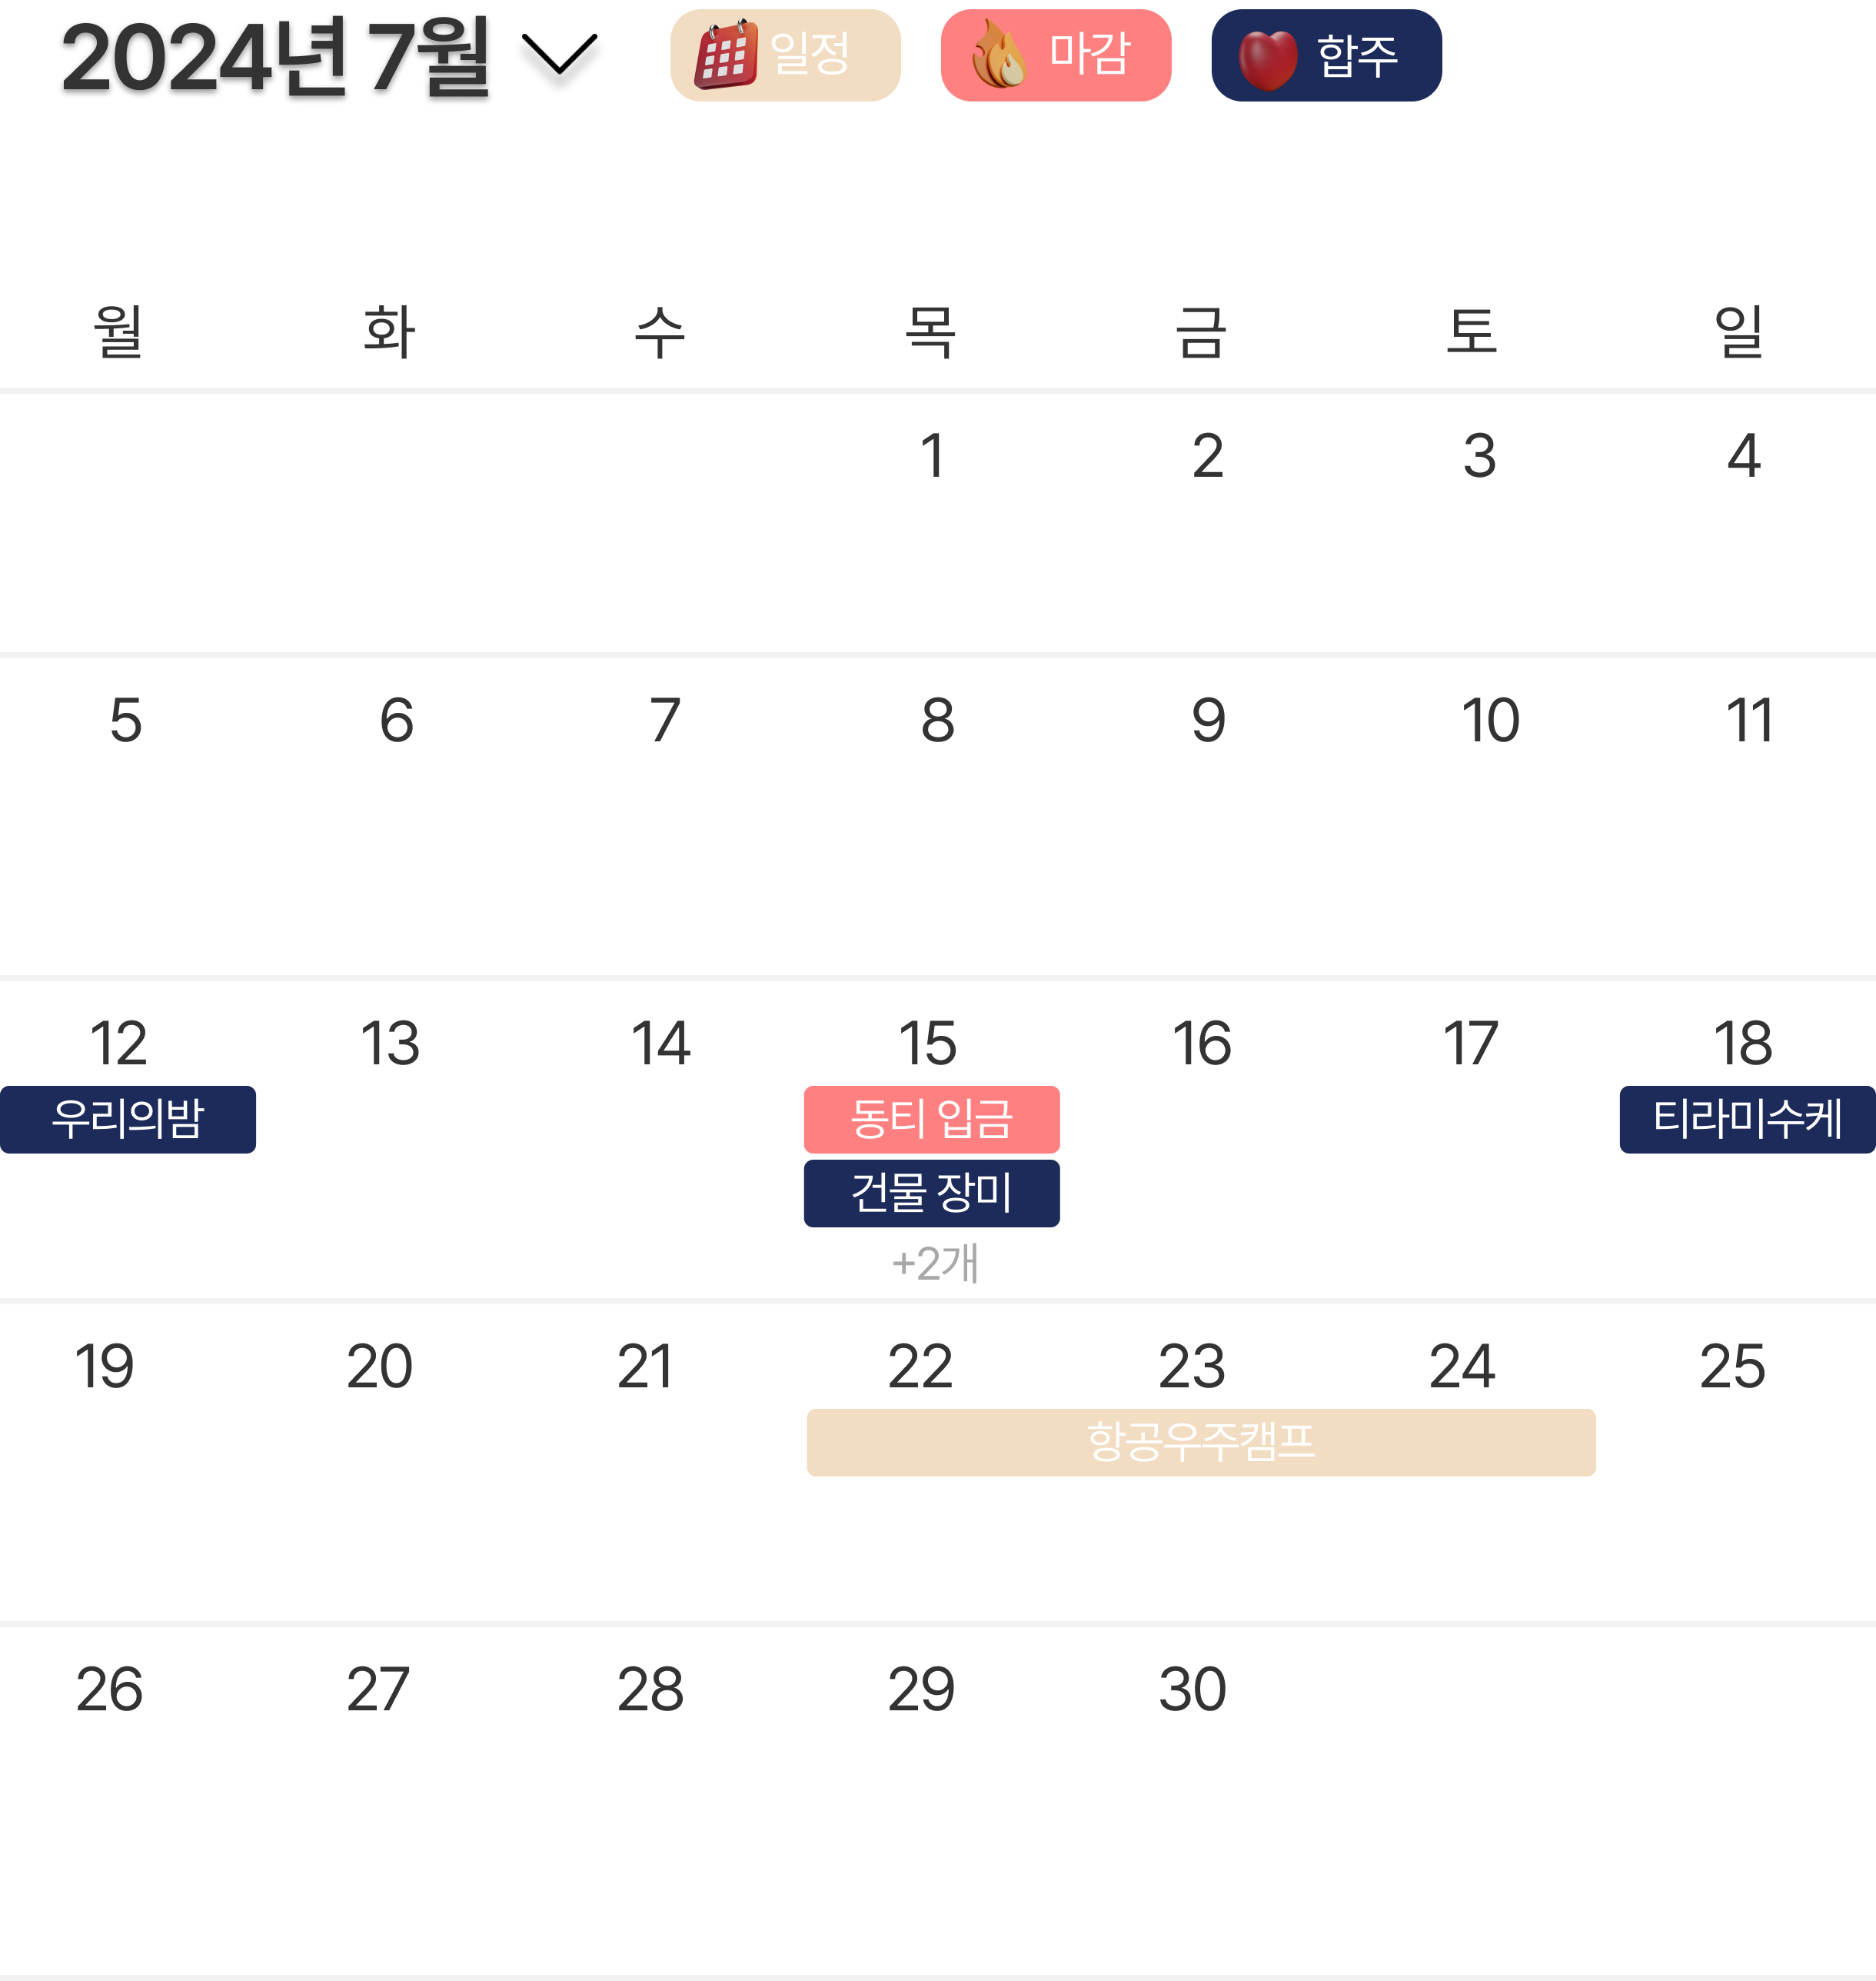 2024년 7월 일정 마감 합주
월 화 수 목 금 토 일
1 2 3 4
5 6 7 8 9 10 11
12 13 14 15 16 17 18
우리의밤 동티 입금 티라미수케
건물 장미
+2개
19 20 21 22 23 24 25
항공우주캠프
26 27 28 29 30